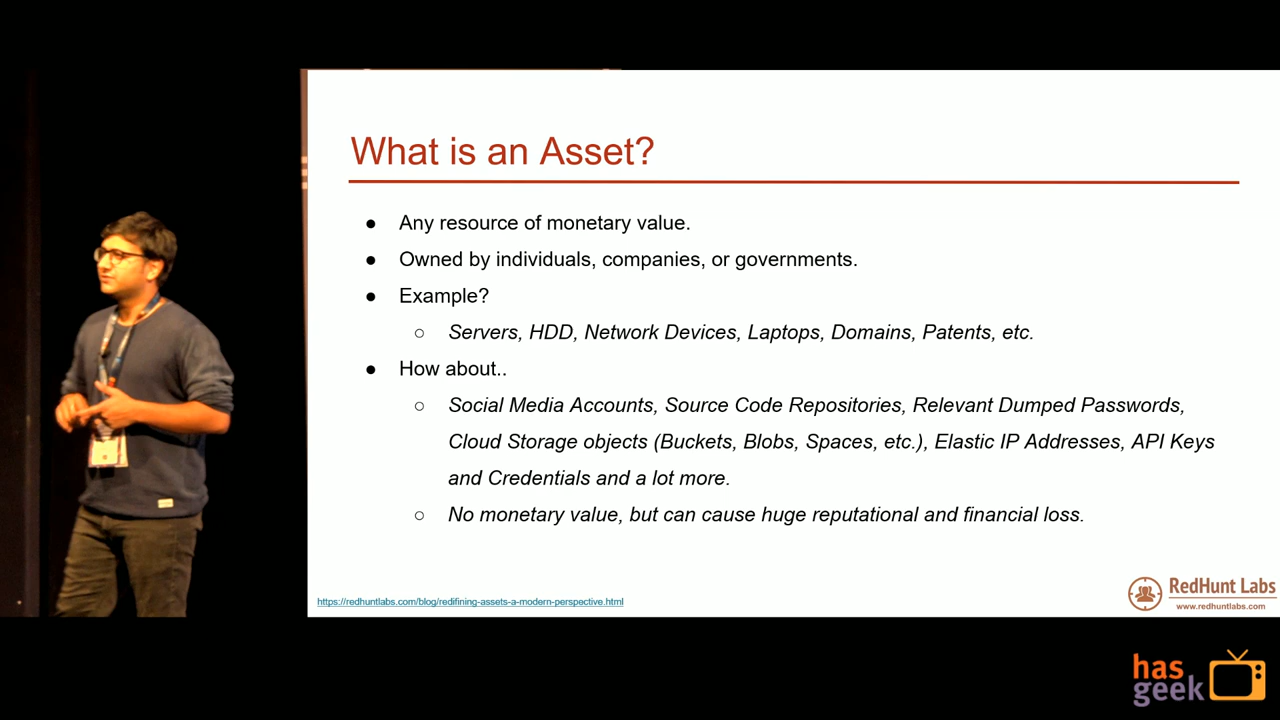 What is an Asset?
● Any resource of monetary value.
● Owned by individuals, companies, or governments.
● Example?
○ Servers, HDD, Network Devices, Laptops, Domains, Patents, etc.
● How about..
○ Social Media Accounts, Source Code Repositories, Relevant Dumped Passwords,
Cloud Storage objects (Buckets, Blobs, Spaces, etc.), Elastic IP Addresses, API Keys
and Credentials and a lot more.
○ No monetary value, but can cause huge reputational and financial loss.
https://redhuntlabs.com/blog/redifining-assets-a-modern-perspective.html
RedHunt Labs
www.redhuntlabs.com
has
geek